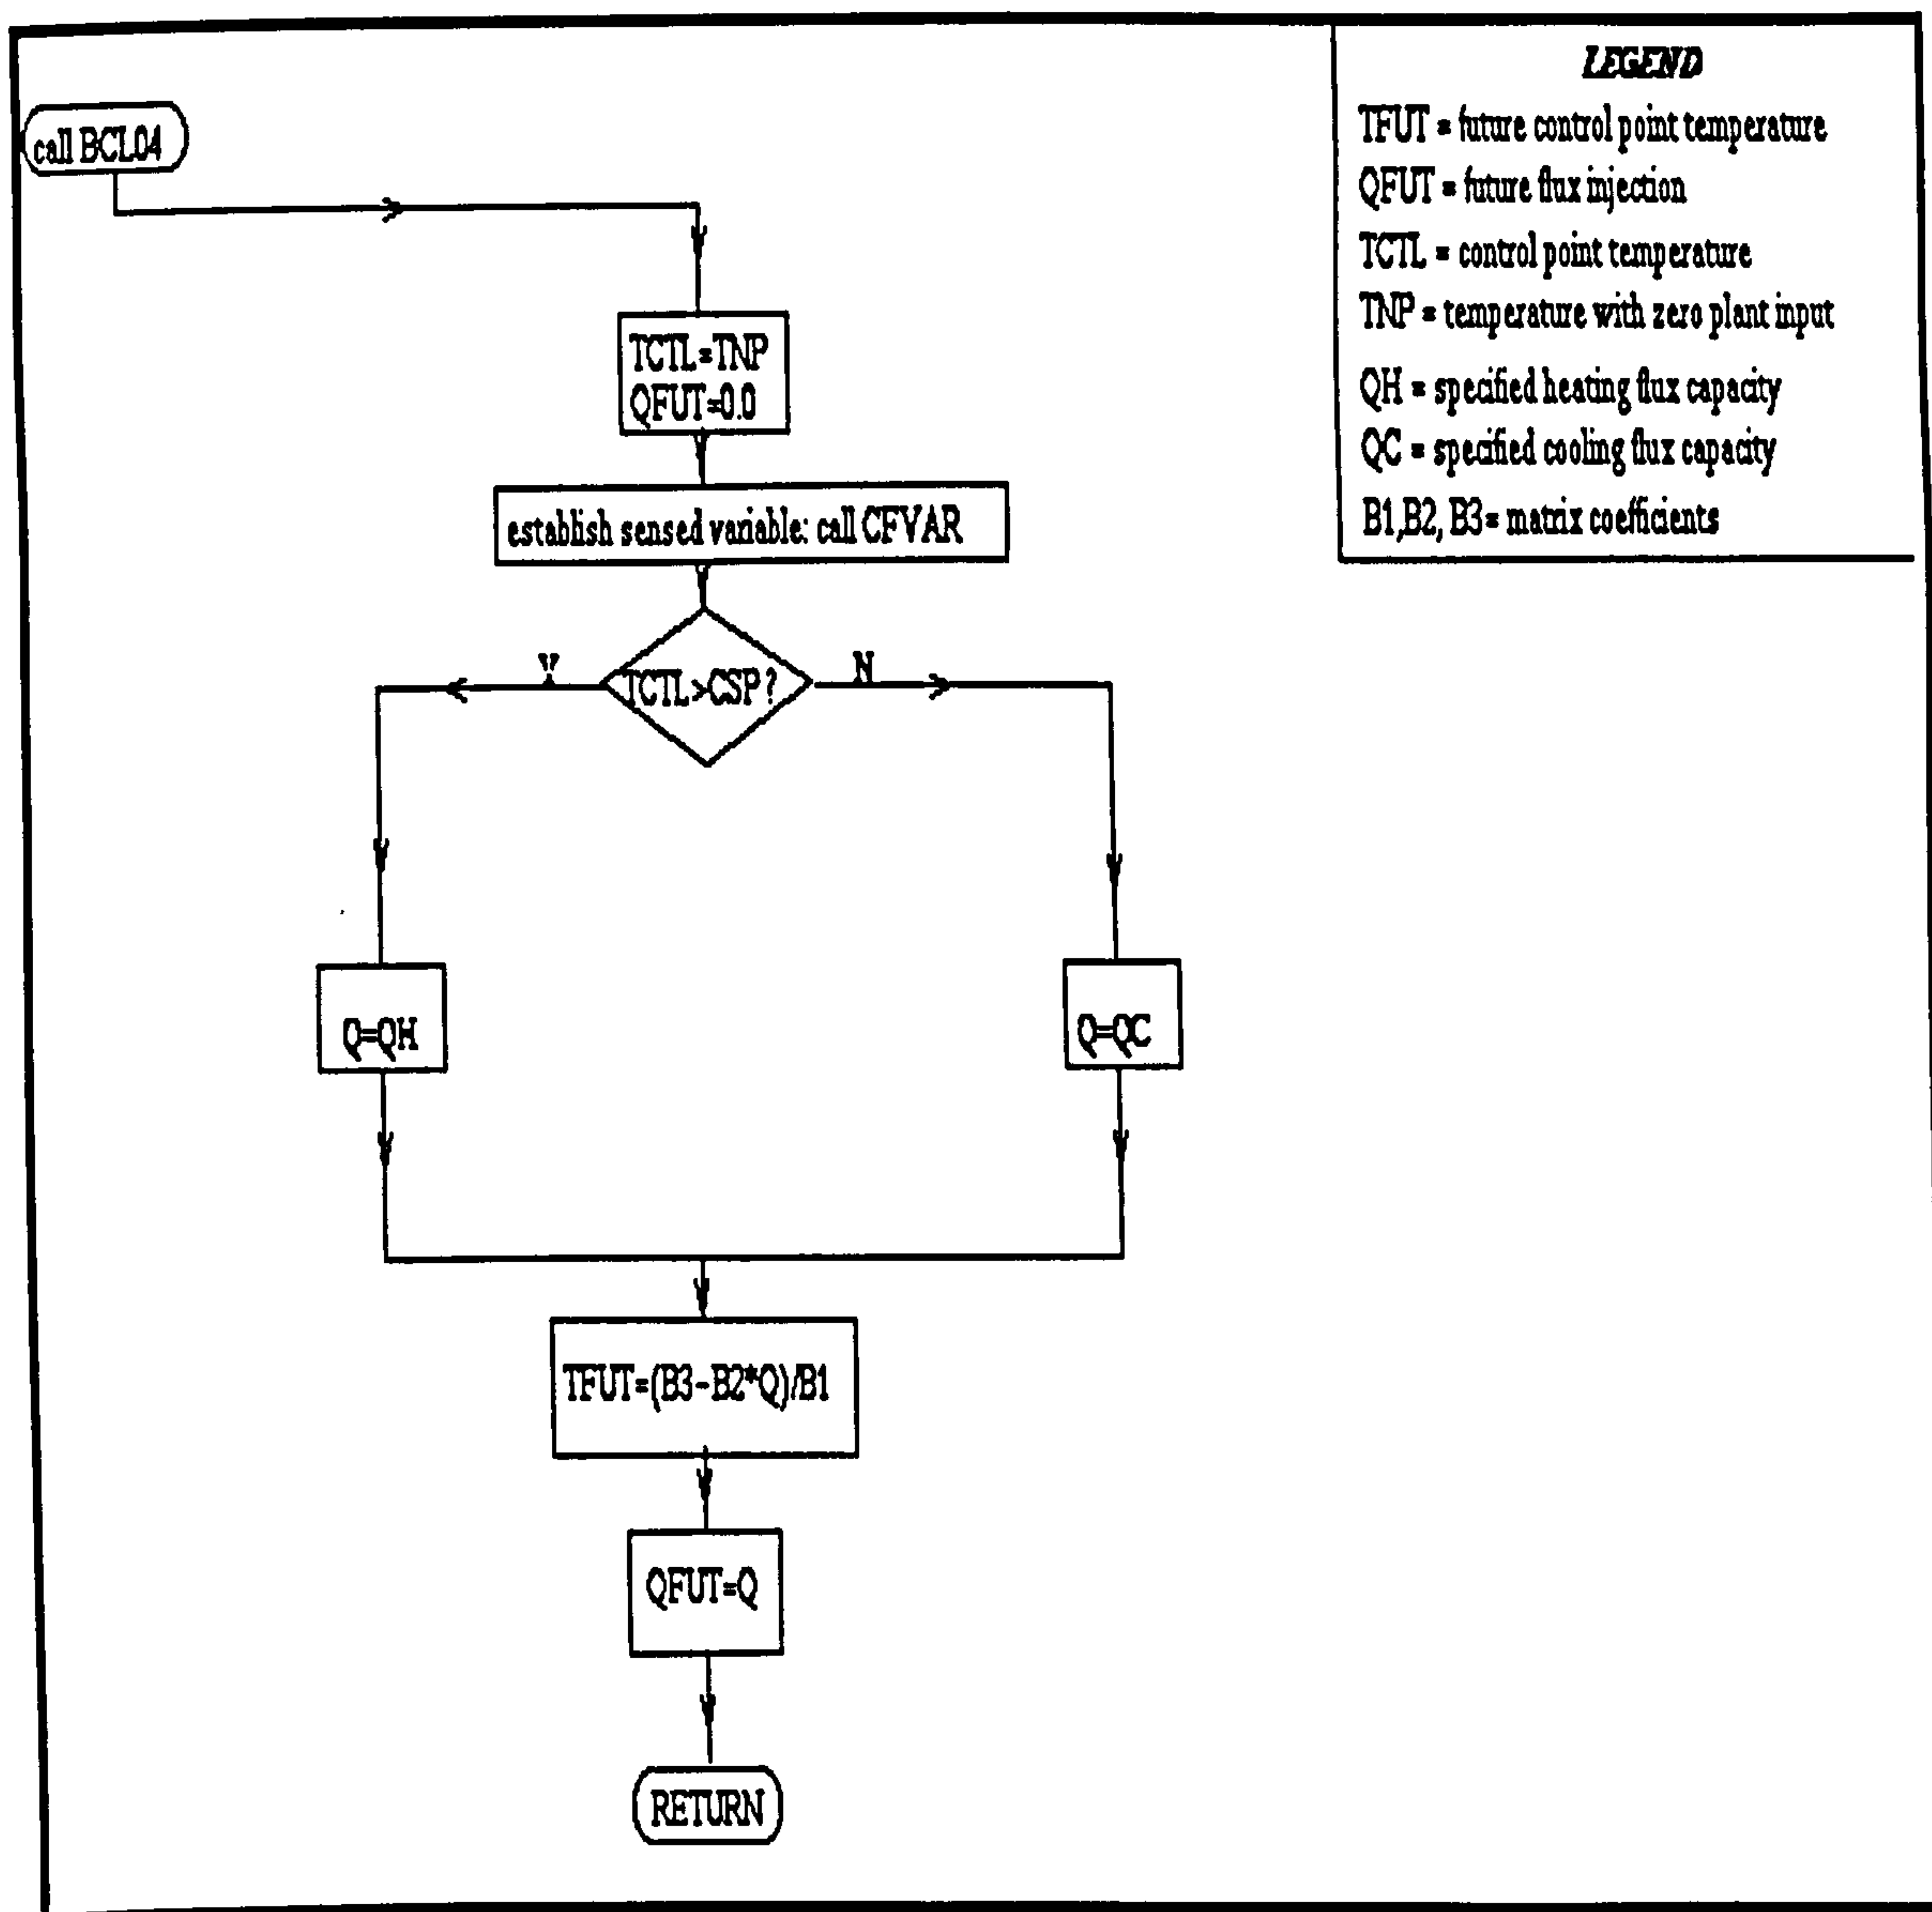 call BCL04
TCTL=TNP
QFUT=0.0
establish sensed variable: call CFVAR
TCTL>CSP?
Y
N
Q=QH
Q=QC
TFUT=(B3-B2*Q)/B1
QFUT=Q
RETURN
LEGEND
TFUT = future control point temperature
QFUT = future flux injection
TCTL = control point temperature
TNP = temperature with zero plant input
QH = specified heating flux capacity
QC = specified cooling flux capacity
B1,B2, B3= matrix coefficients